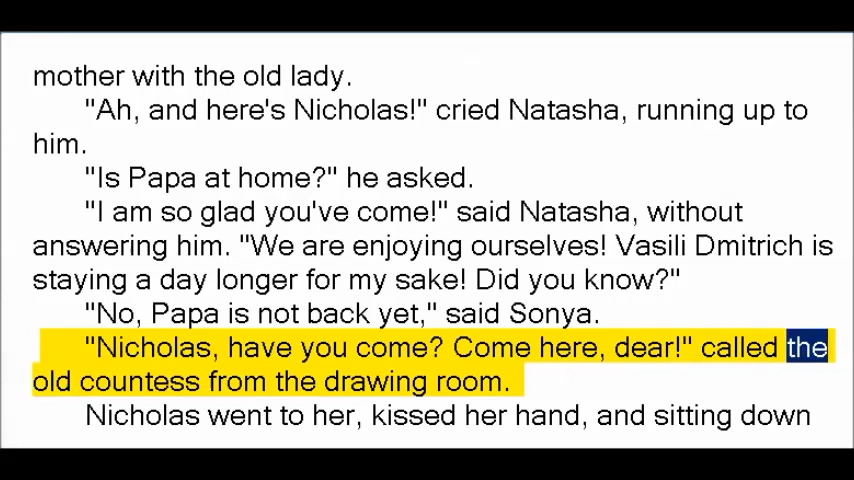 mother with the old lady.
"Ah, and here's Nicholas!" cried Natasha, running up to
him.
"Is Papa at home?" he asked.
"I am so glad you've come!" said Natasha, without
answering him. "We are enjoying ourselves! Vasili Dmitrich is
staying a day longer for my sake! Did you know?"
"No, Papa is not back yet," said Sonya.
"Nicholas, have you come? Come here, dear!" called the
old countess from the drawing room.
Nicholas went to her, kissed her hand, and sitting down